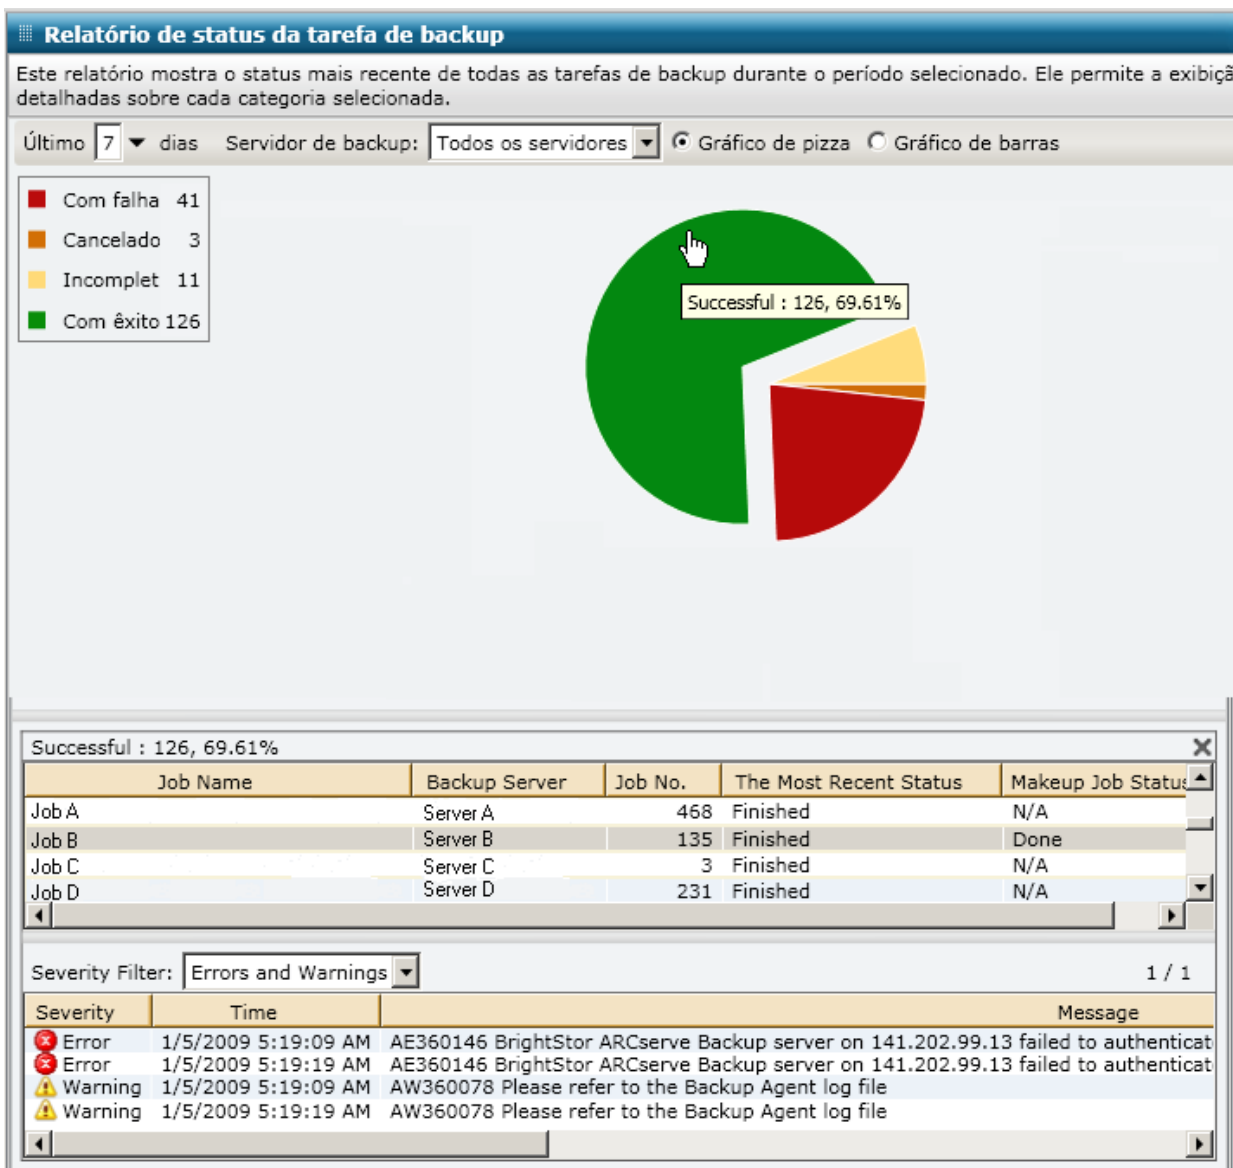 Relatório de status da tarefa de backup
Este relatório mostra o status mais recente de todas as tarefas de backup durante o período selecionado. Ele permite a
detalhadas sobre cada categoria selecionada.
Último 7 dias Servidor de backup: Todos os servidores Gráfico de pizza Gráfico de barras
Com falha 41
Cancelado 3
Incomplet 11
Com êxito 126
Successful : 126, 69.61%
Successful : 126, 69.61%
Job Name Backup Server Job No. The Most Recent Status Makeup Job Status
Job A Server A 468 Finished N/A
Job B Server B 135 Finished Done
Job C Server C 3 Finished N/A
Job D Server D 231 Finished N/A
Severity Filter: Errors and Warnings 1 / 1
Severity Time Message
Error 1/5/2009 5:19:09 AM AE360146 BrightStor ARCserve Backup server on 141.202.99.13 failed to
Error 1/5/2009 5:19:19 AM AE360146 BrightStor ARCserve Backup server on 141.202.99.13 failed to
Warning 1/5/2009 5:19:09 AM AW360078 Please refer to the Backup Agent log file
Warning 1/5/2009 5:19:19 AM AW360078 Please refer to the Backup Agent log file